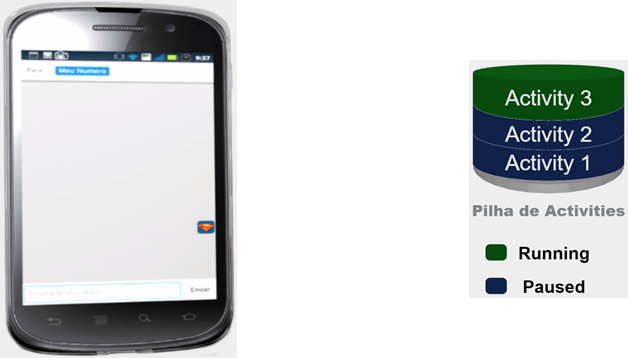 9:37
Para:
Meu Numero
Enviar
Activity 3
Activity 2
Activity 1
Pilha de Activities
Running
Paused